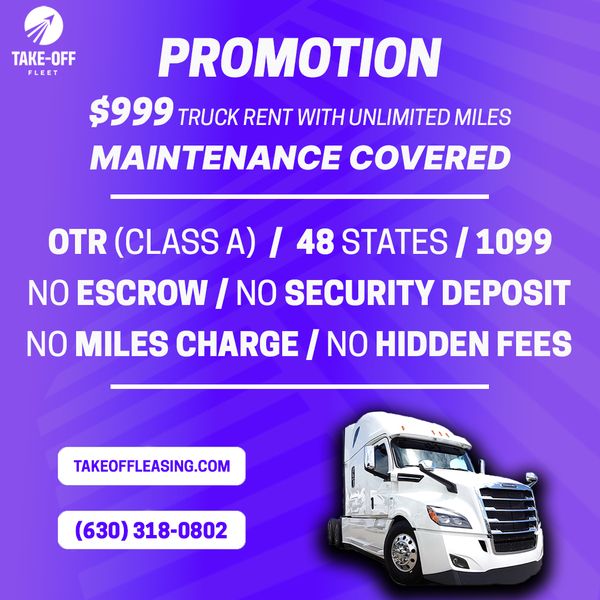 TAKE-OFF
FLEET
PROMOTION
$999 TRUCK RENT WITH UNLIMITED MILES
MAINTENANCE COVERED
OTR (CLASS A) / 48 STATES / 1099
NO ESCROW / NO SECURITY DEPOSIT
NO MILES CHARGE / NO HIDDEN FEES
TAKEOFFLEASING.COM
(630) 318-0802